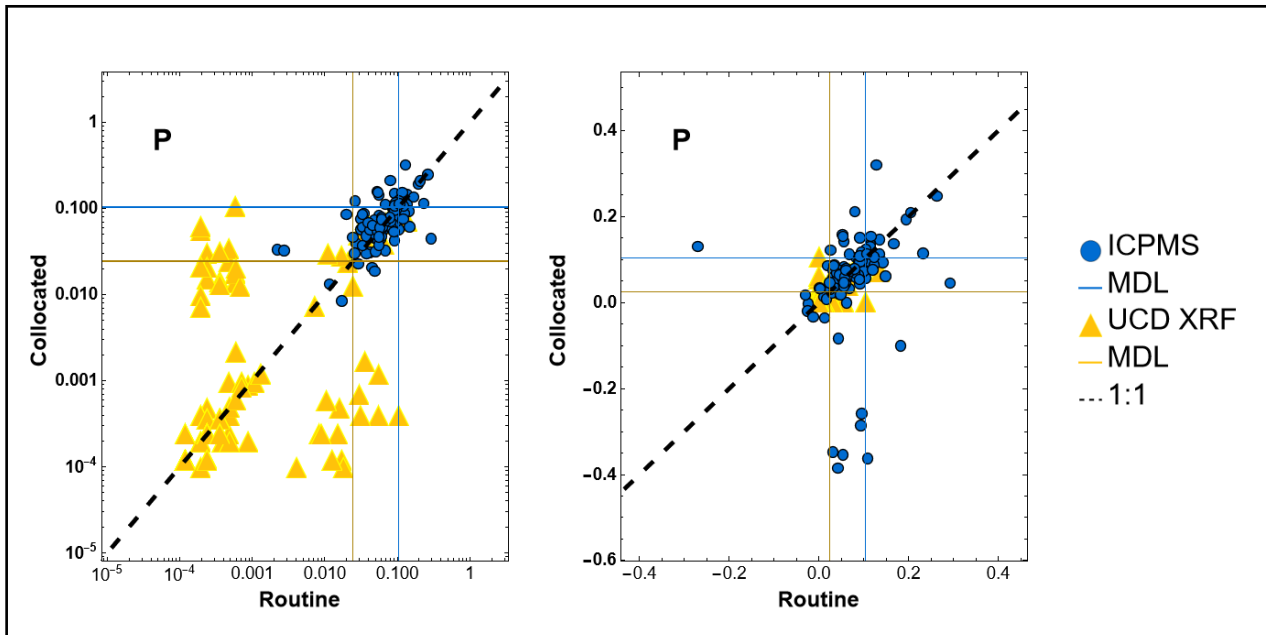 P
1
0.100
0.010
0.001
10⁻⁴
10⁻⁵
Collocated
10⁻⁵ 10⁻⁴ 0.001 0.010 0.100 1
Routine
P
0.4
0.2
0.0
−0.2
−0.4
−0.6
Collocated
−0.4 −0.2 0.0 0.2 0.4
Routine
ICPMS
MDL
UCD XRF
MDL
1:1